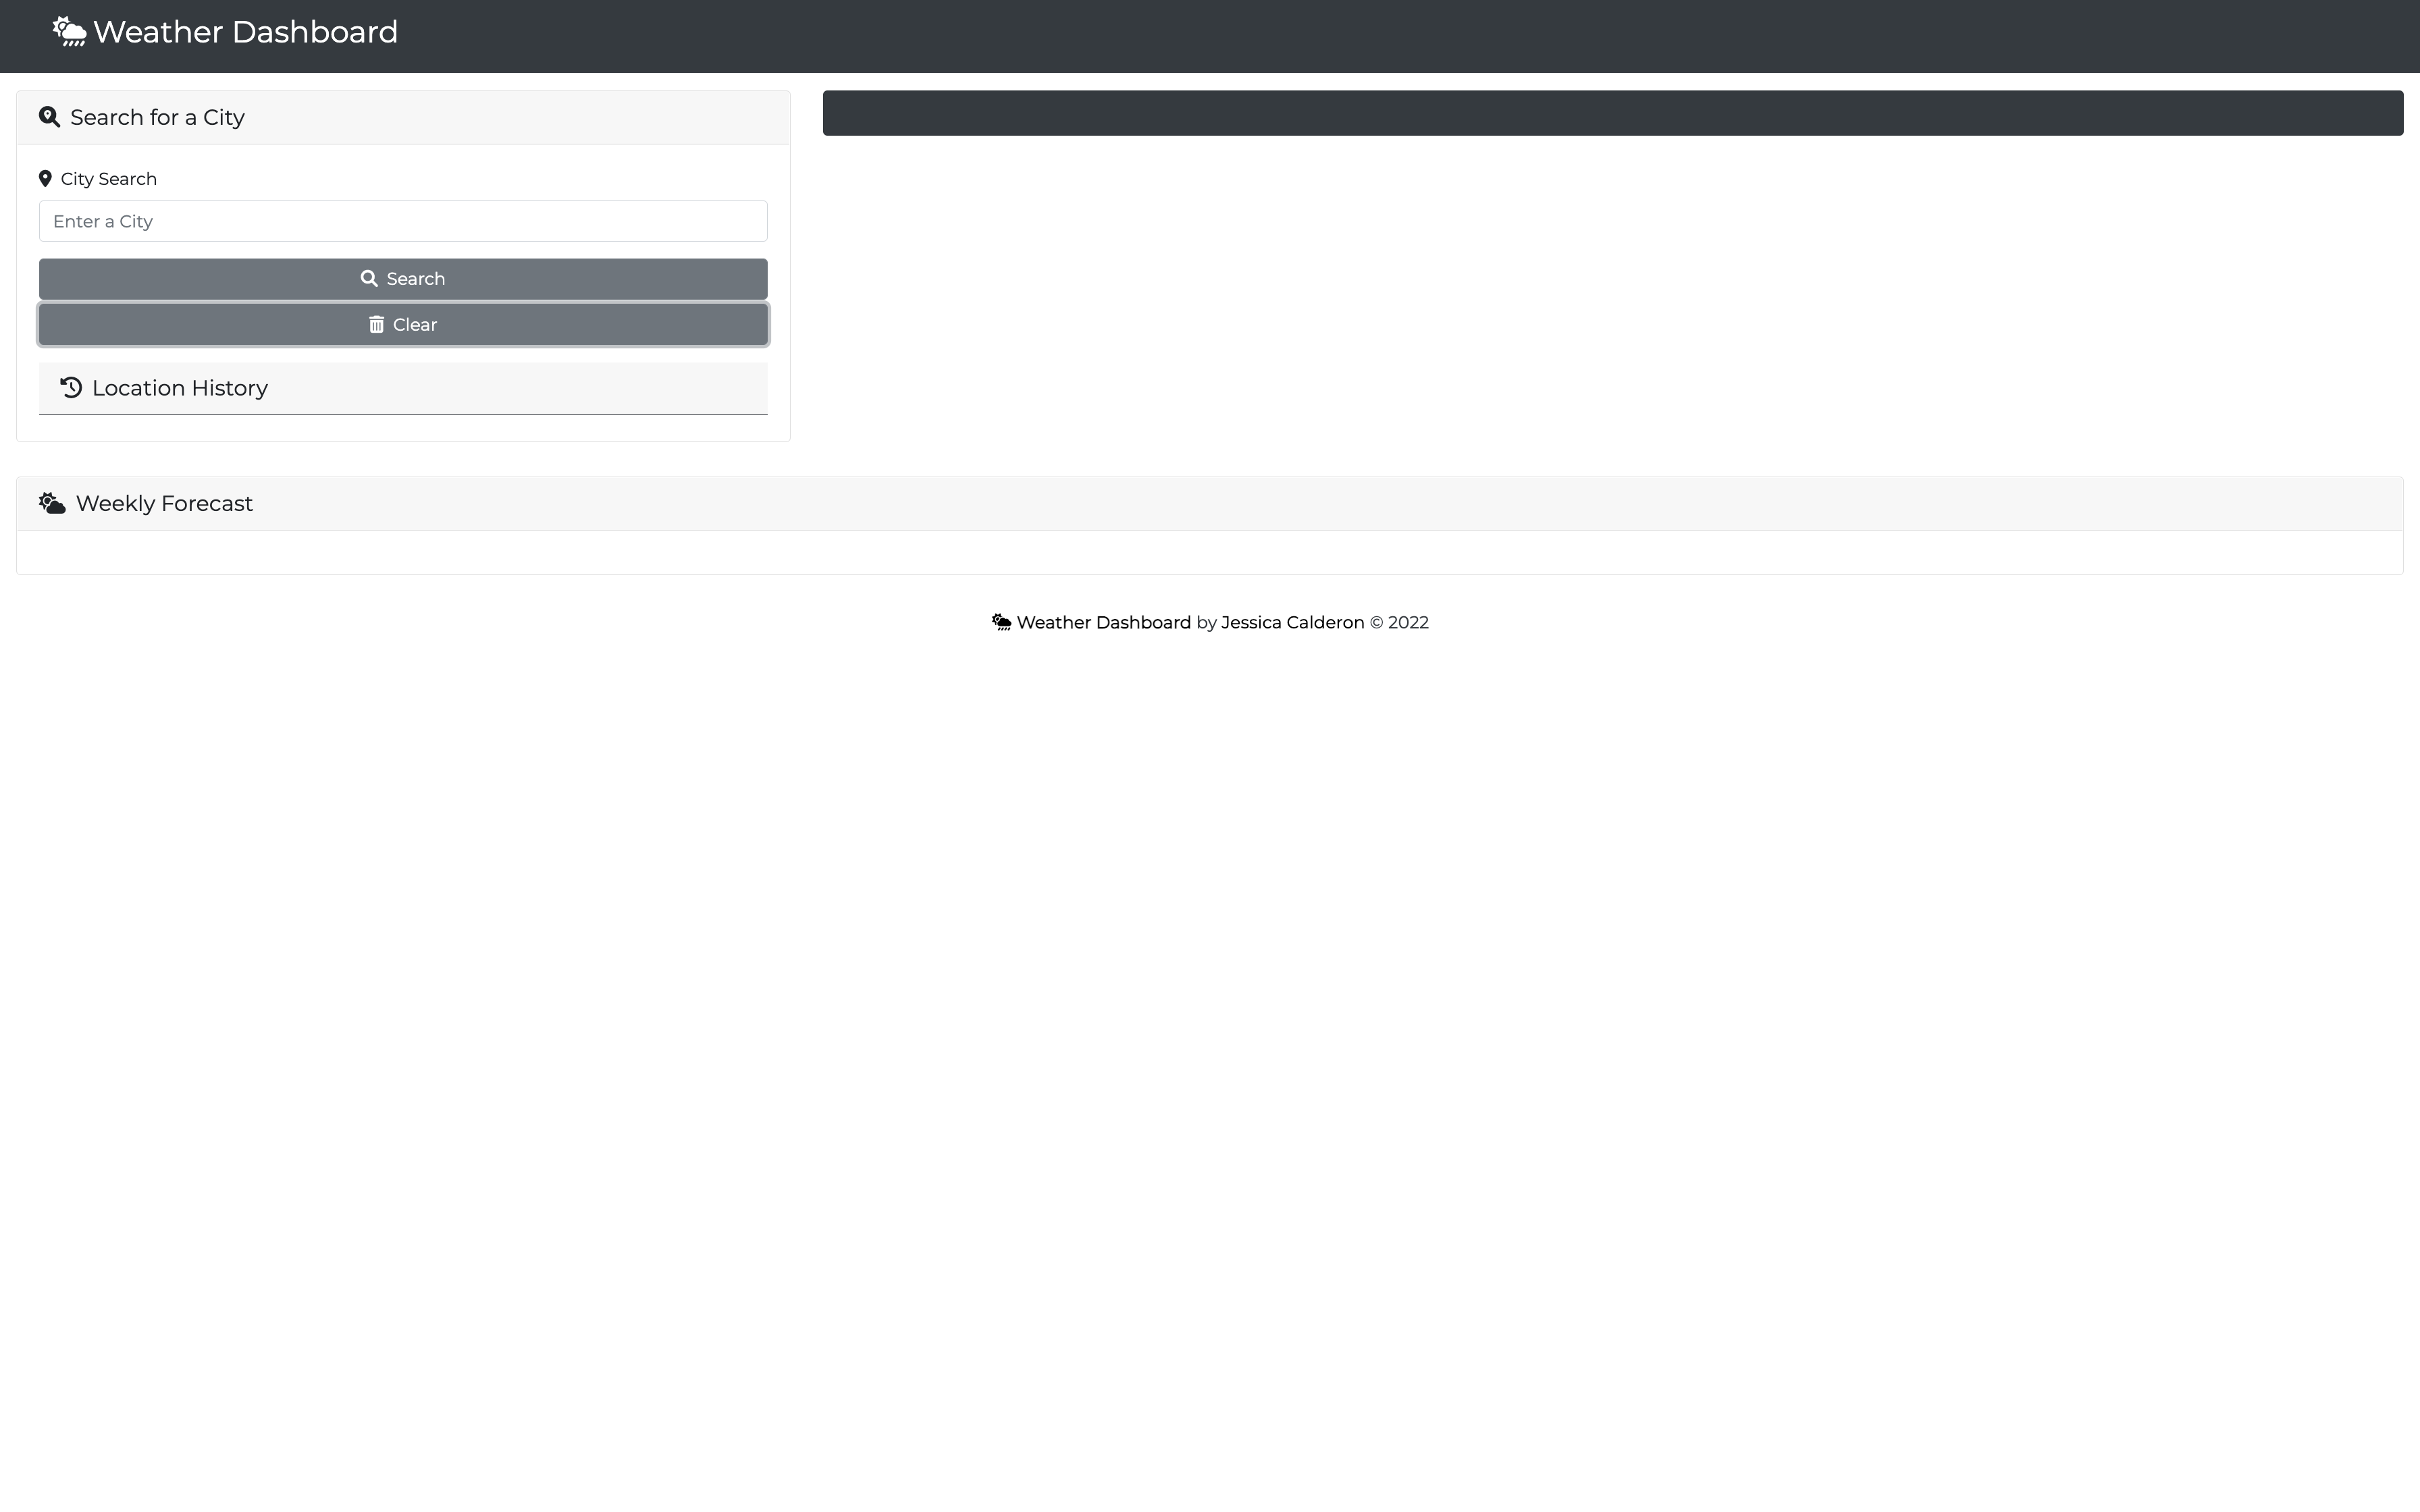 Weather Dashboard
Search for a City
City Search
Enter a City
Search
Clear
Location History
Weekly Forecast
Weather Dashboard by Jessica Calderon © 2022